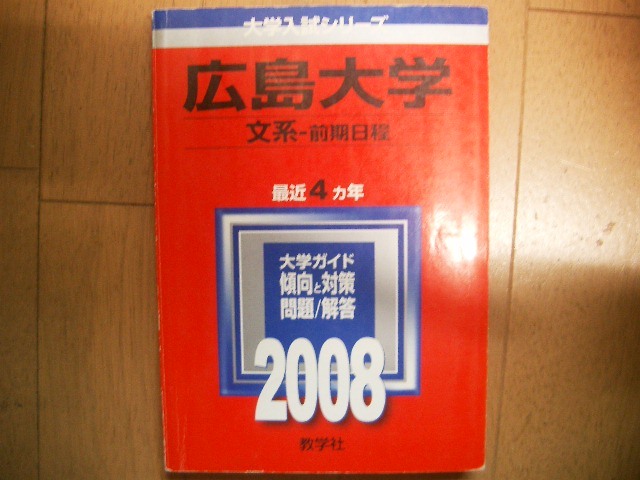 大学入試シリーズ
広島大学
文系-前期日程
最近4ヵ年
大学ガイド
傾向と対策
問題/解答
2008
教学社